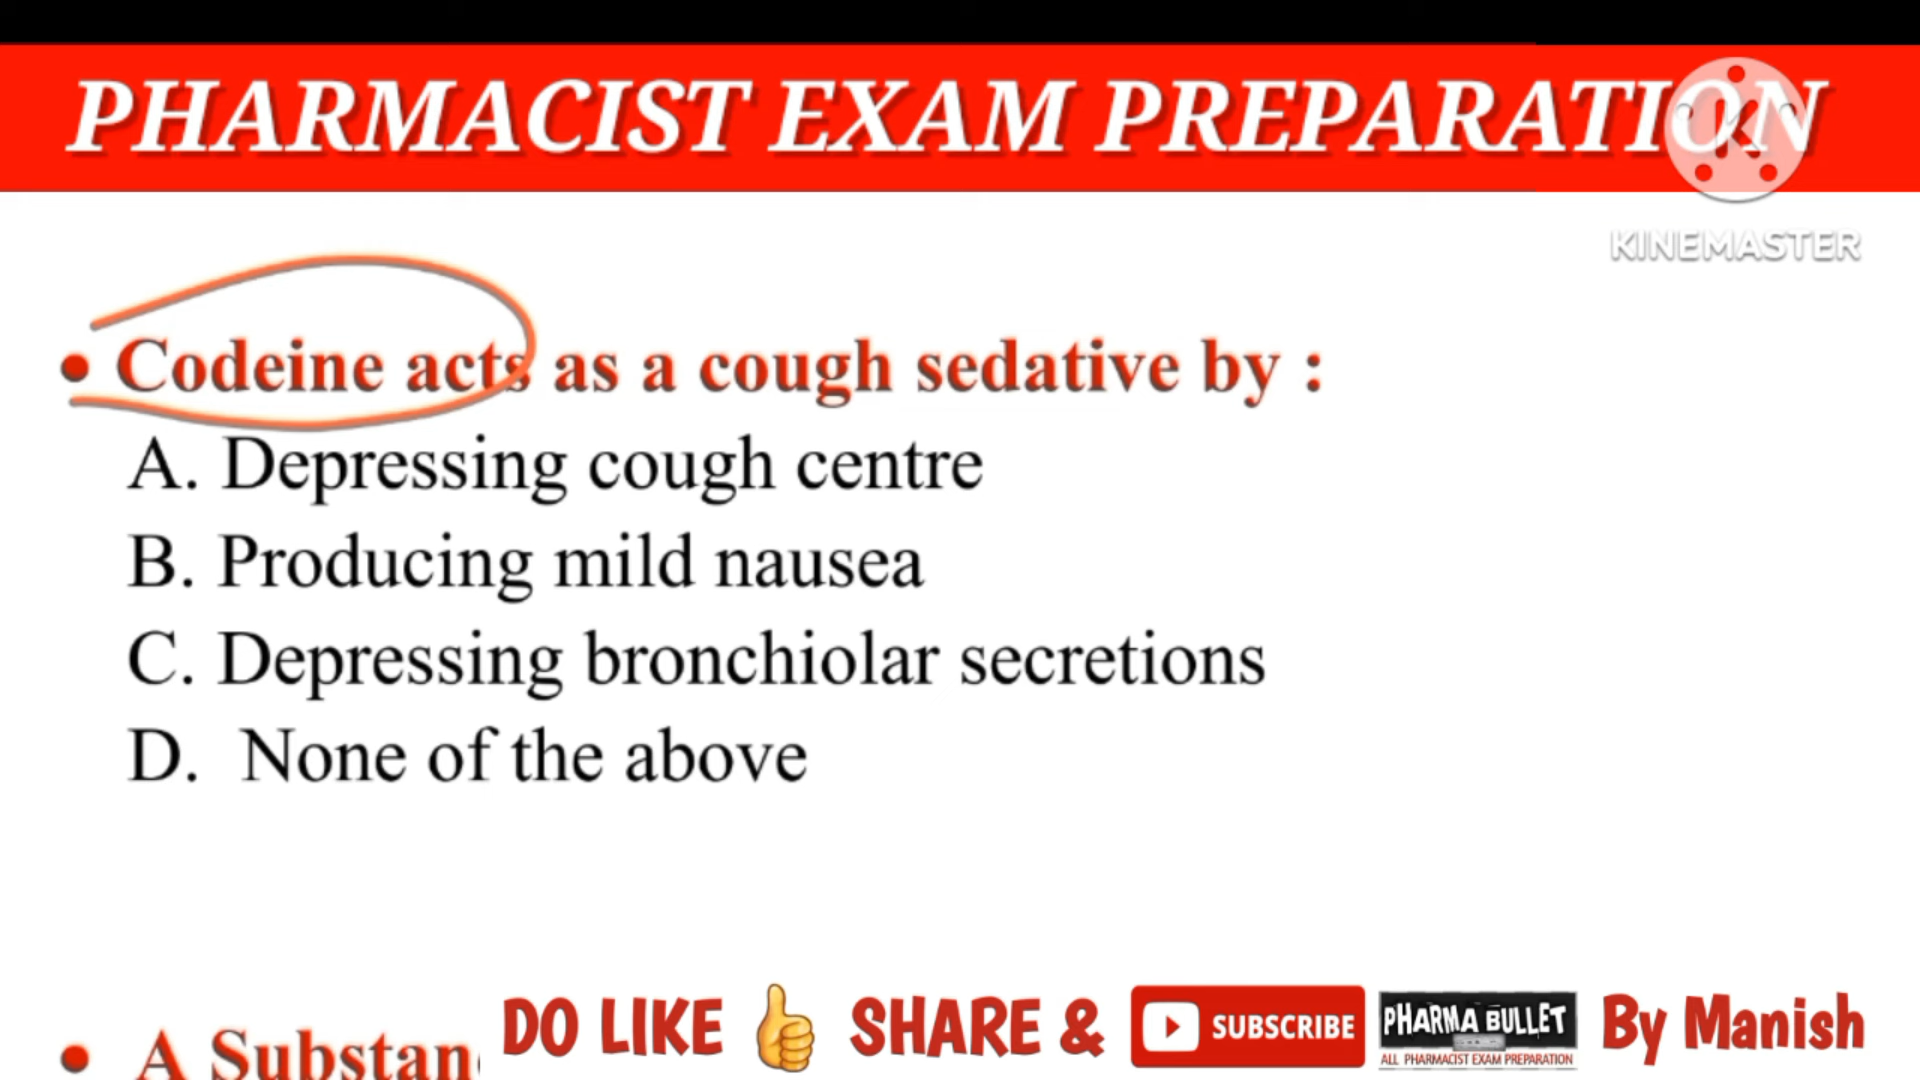 PHARMACIST EXAM PREPARATION
KINEMASTER
• Codeine acts as a cough sedative by :
A. Depressing cough centre
B. Producing mild nausea
C. Depressing bronchiolar secretions
D. None of the above
• A Substan
DO LIKE 👍 SHARE & SUBSCRIBE PHARMA BULLET By Manish
ALL PHARMACIST EXAM PREPARATION